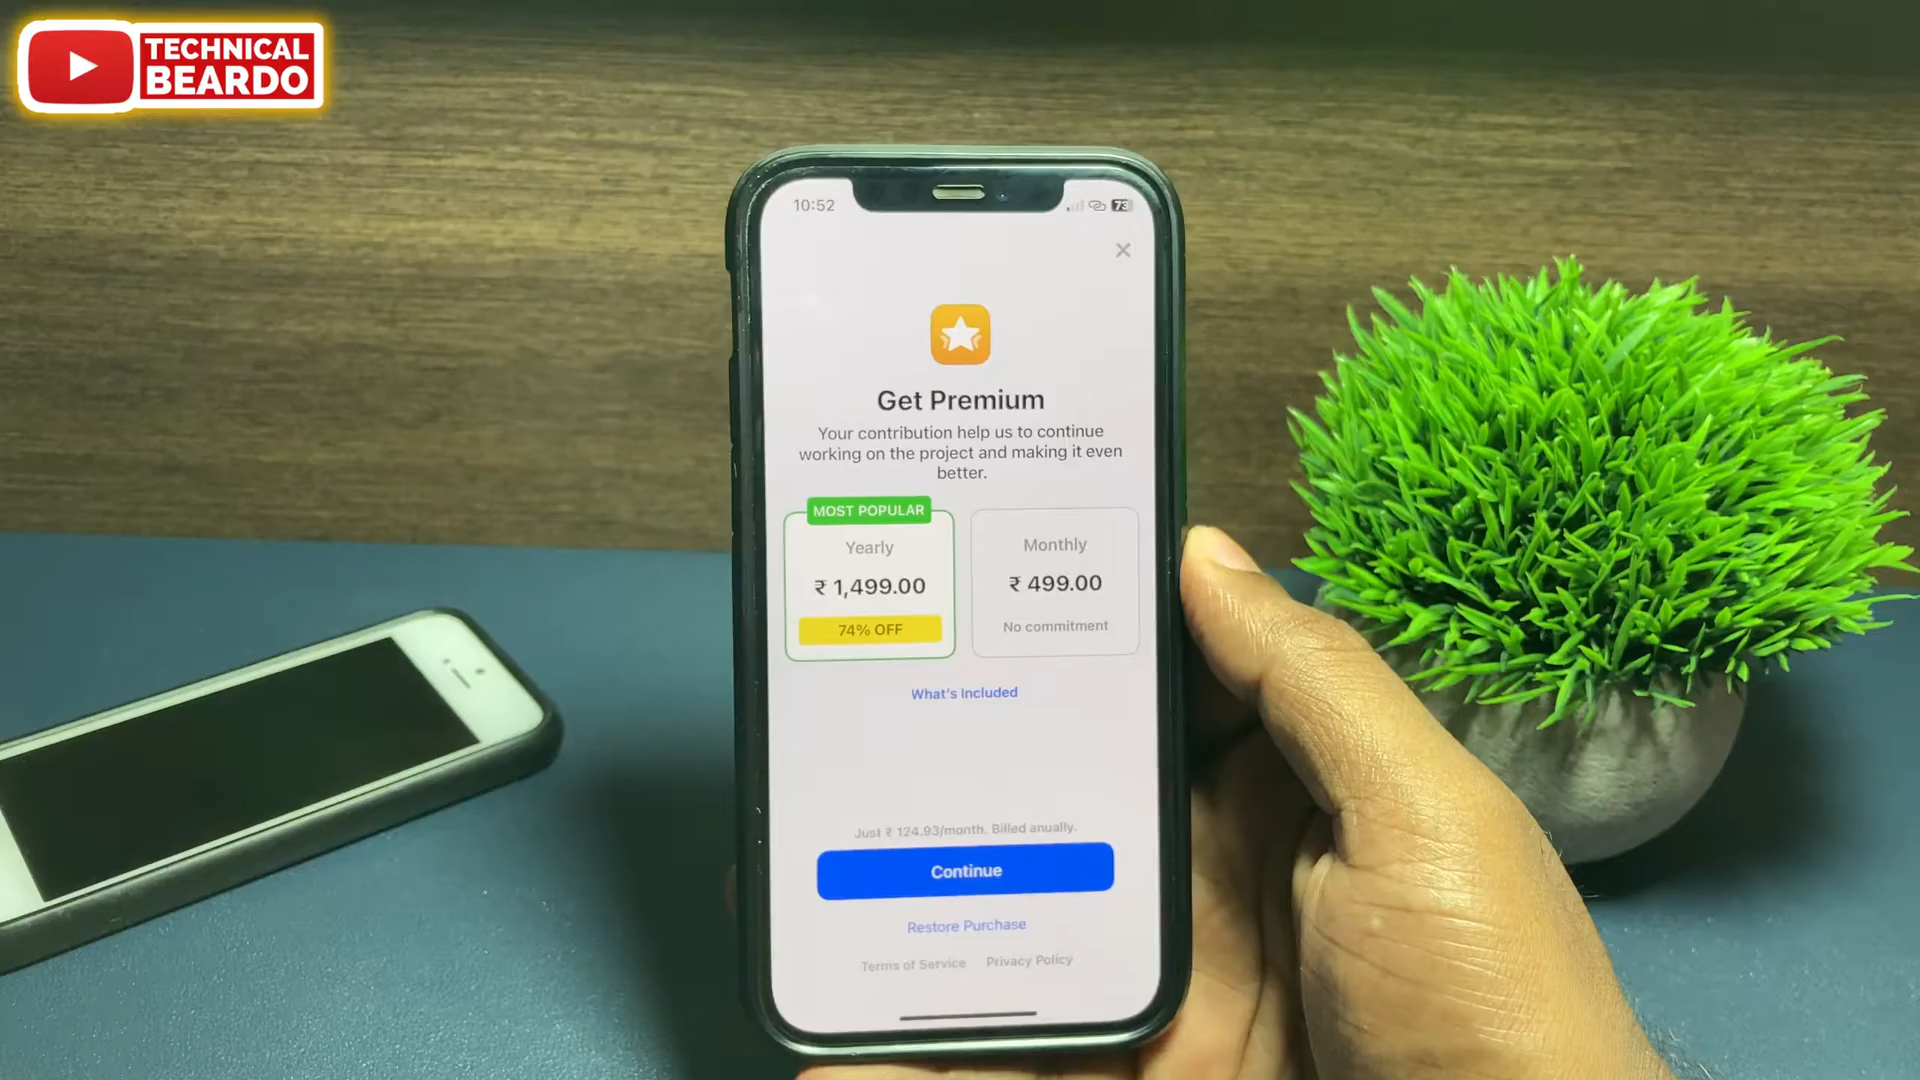 TECHNICAL
BEARDO
10:52
73
Get Premium
Your contribution help us to continue
working on the project and making it even
better.
MOST POPULAR
Yearly
₹ 1,499.00
74% OFF
Monthly
₹ 499.00
No commitment
What's Included
Just ₹ 124.93/month. Billed anually.
Continue
Restore Purchase
Terms of Service
Privacy Policy